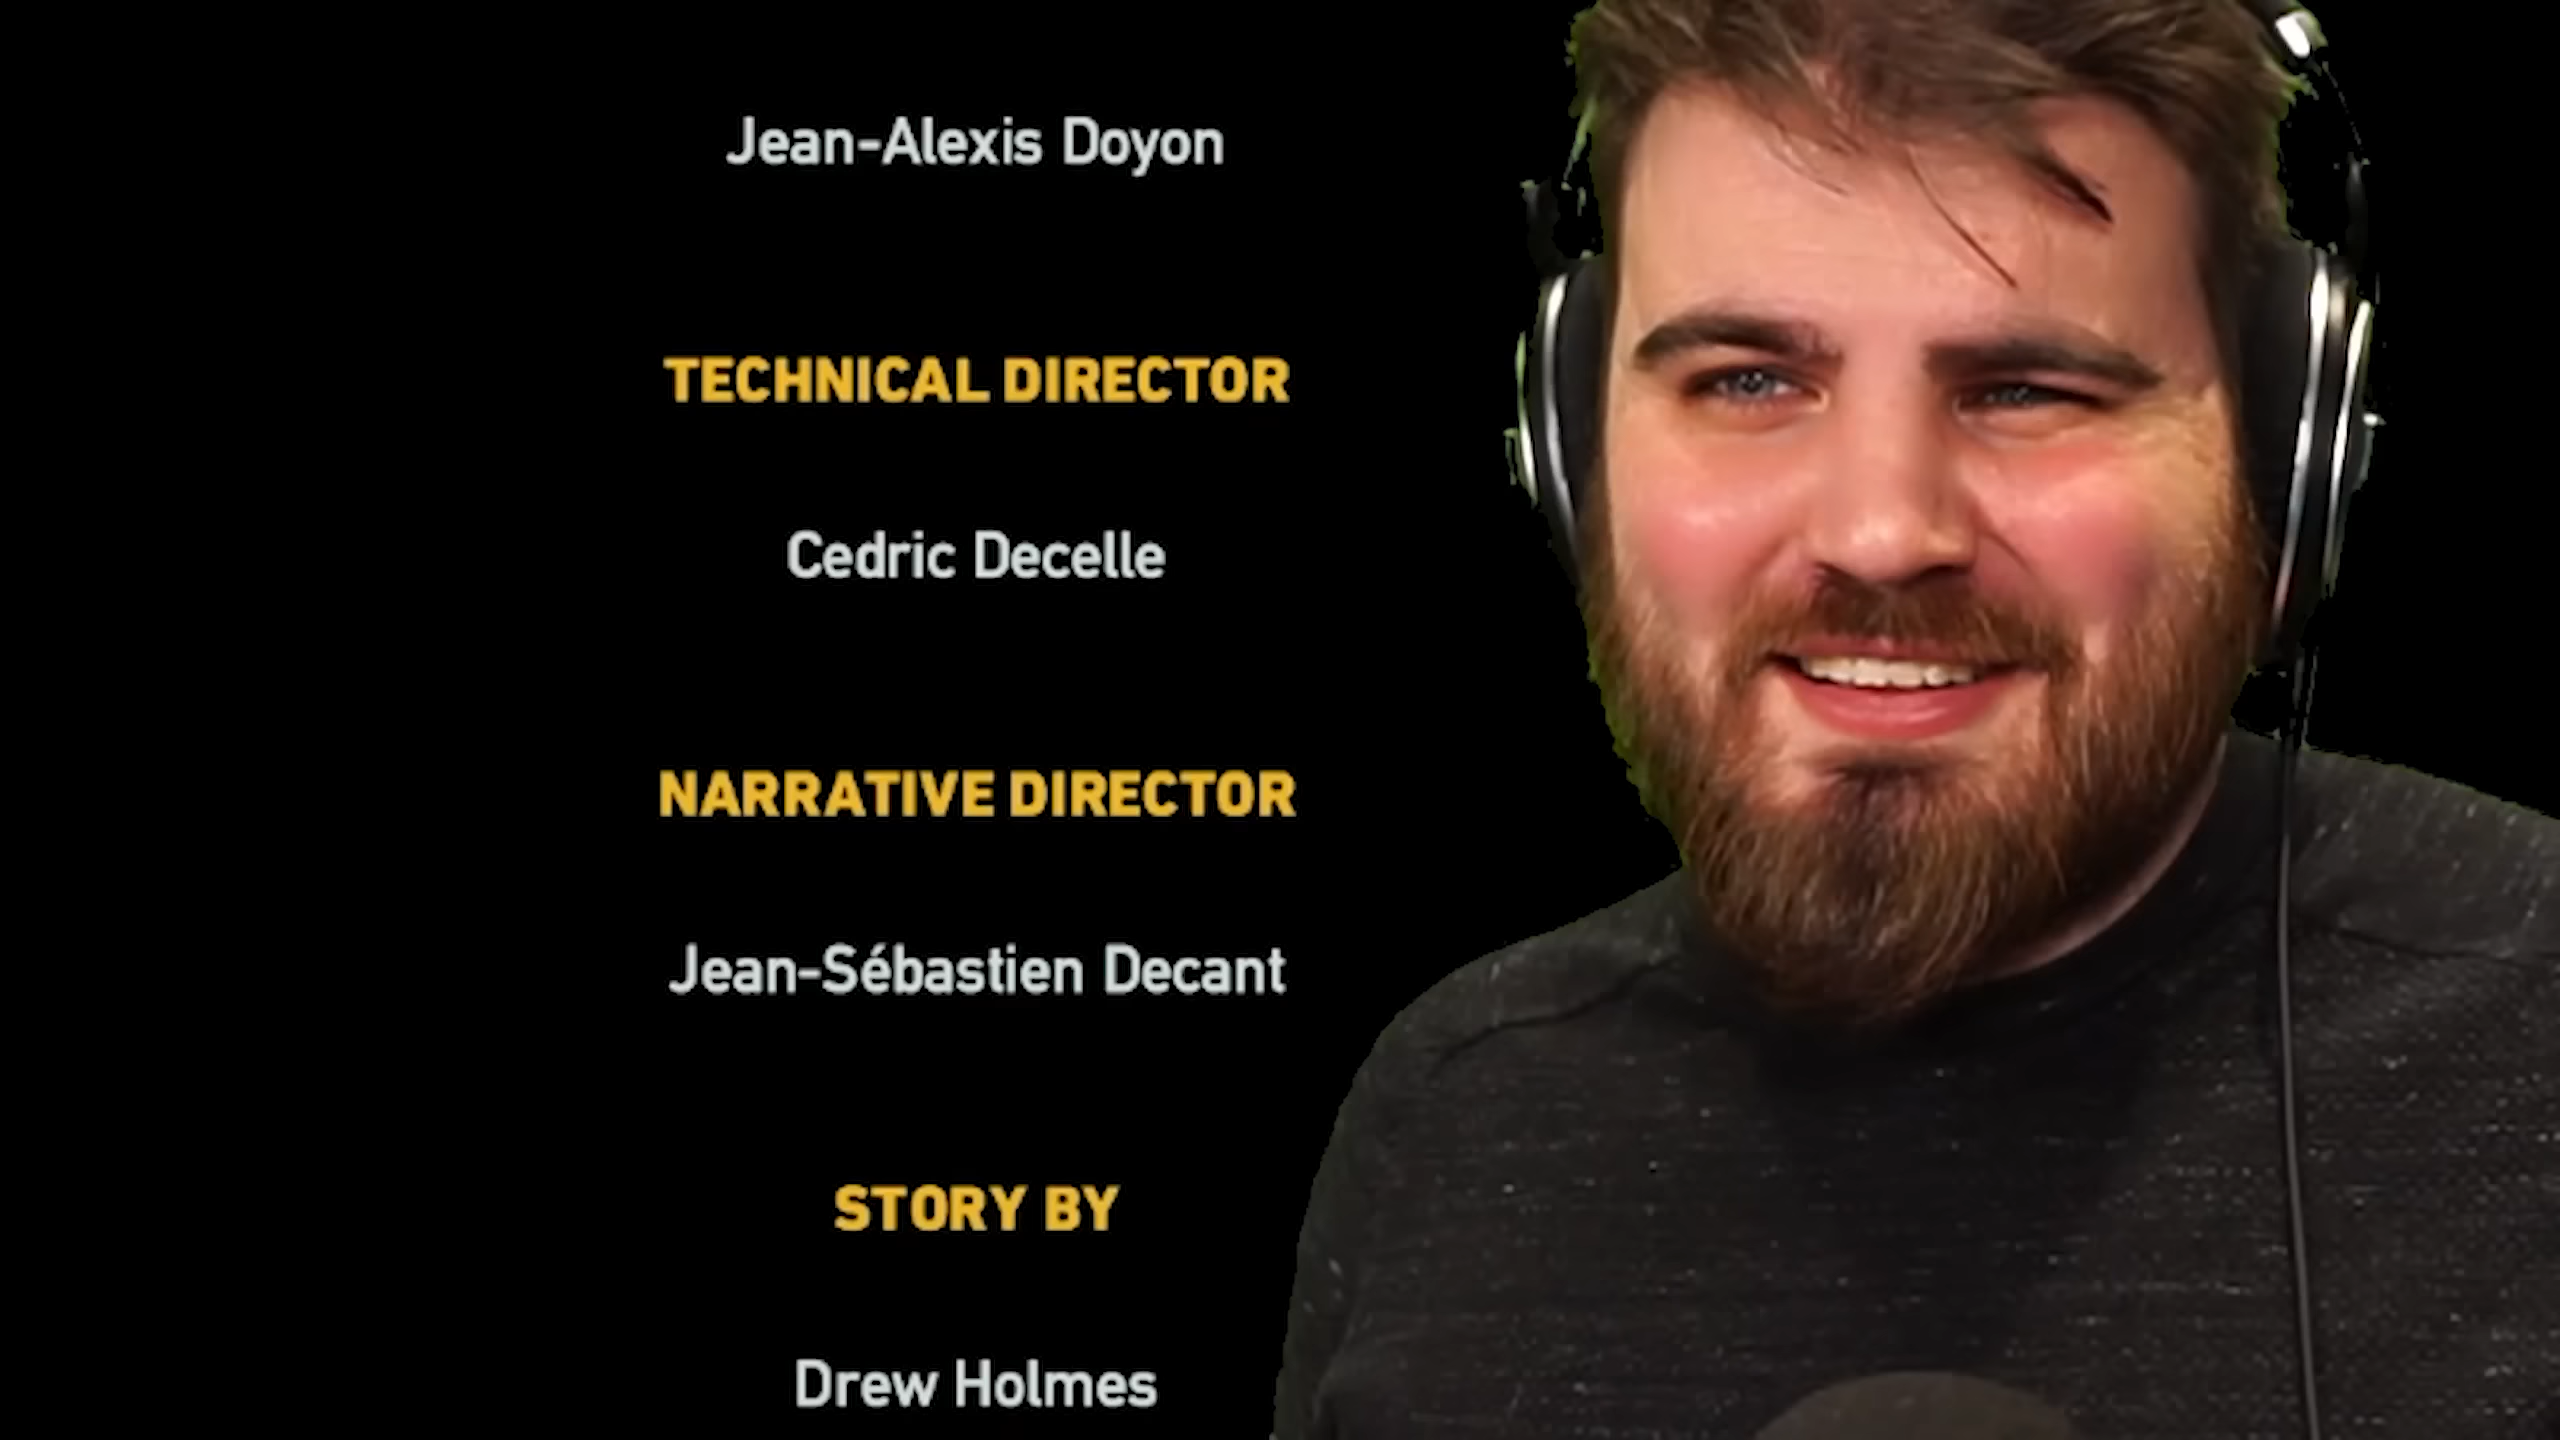 Jean-Alexis Doyon
TECHNICAL DIRECTOR
Cedric Decelle
NARRATIVE DIRECTOR
Jean-Sébastien Decant
STORY BY
Drew Holmes